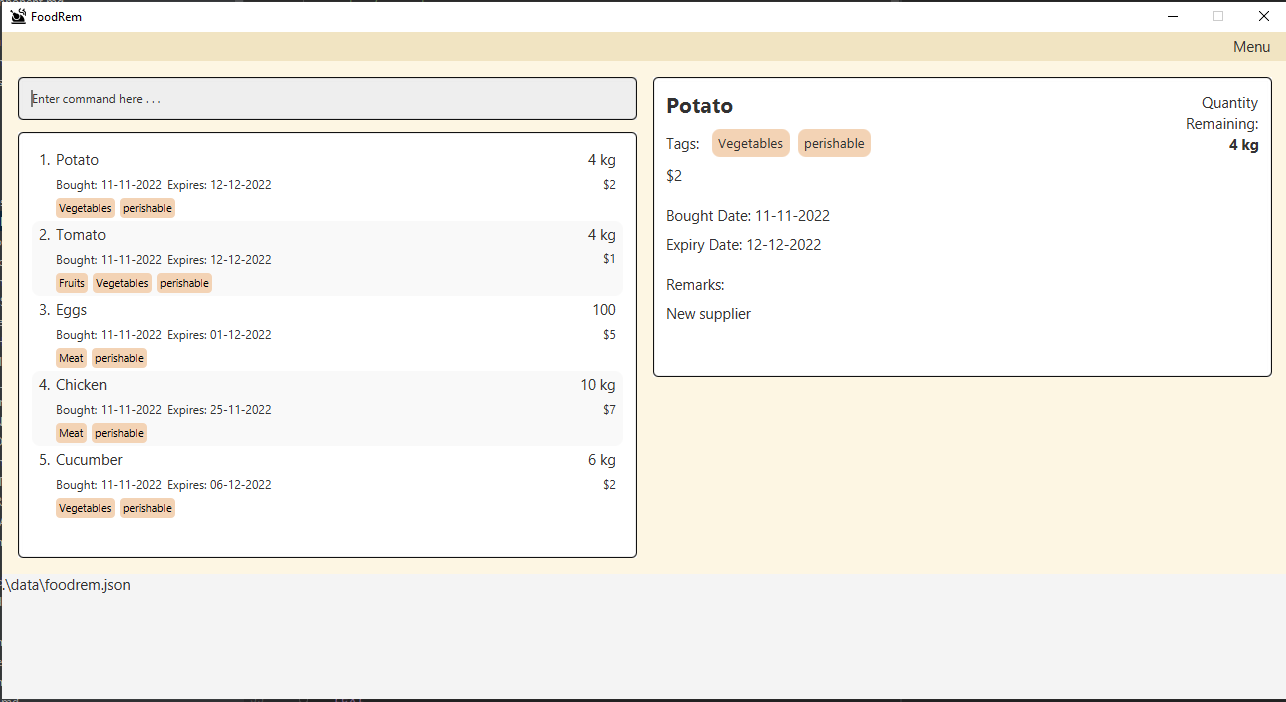 FoodRem
Menu
Enter command here . . .
1. Potato 4 kg
Bought: 11-11-2022 Expires: 12-12-2022 $2
Vegetables perishable
2. Tomato 4 kg
Bought: 11-11-2022 Expires: 12-12-2022 $1
Fruits Vegetables perishable
3. Eggs 100
Bought: 11-11-2022 Expires: 01-12-2022 $5
Meat perishable
4. Chicken 10 kg
Bought: 11-11-2022 Expires: 25-11-2022 $7
Meat perishable
5. Cucumber 6 kg
Bought: 11-11-2022 Expires: 06-12-2022 $2
Vegetables perishable
Potato
Quantity
Remaining:
4 kg
Tags: Vegetables perishable
$2
Bought Date: 11-11-2022
Expiry Date: 12-12-2022
Remarks:
New supplier
.\data\foodrem.json